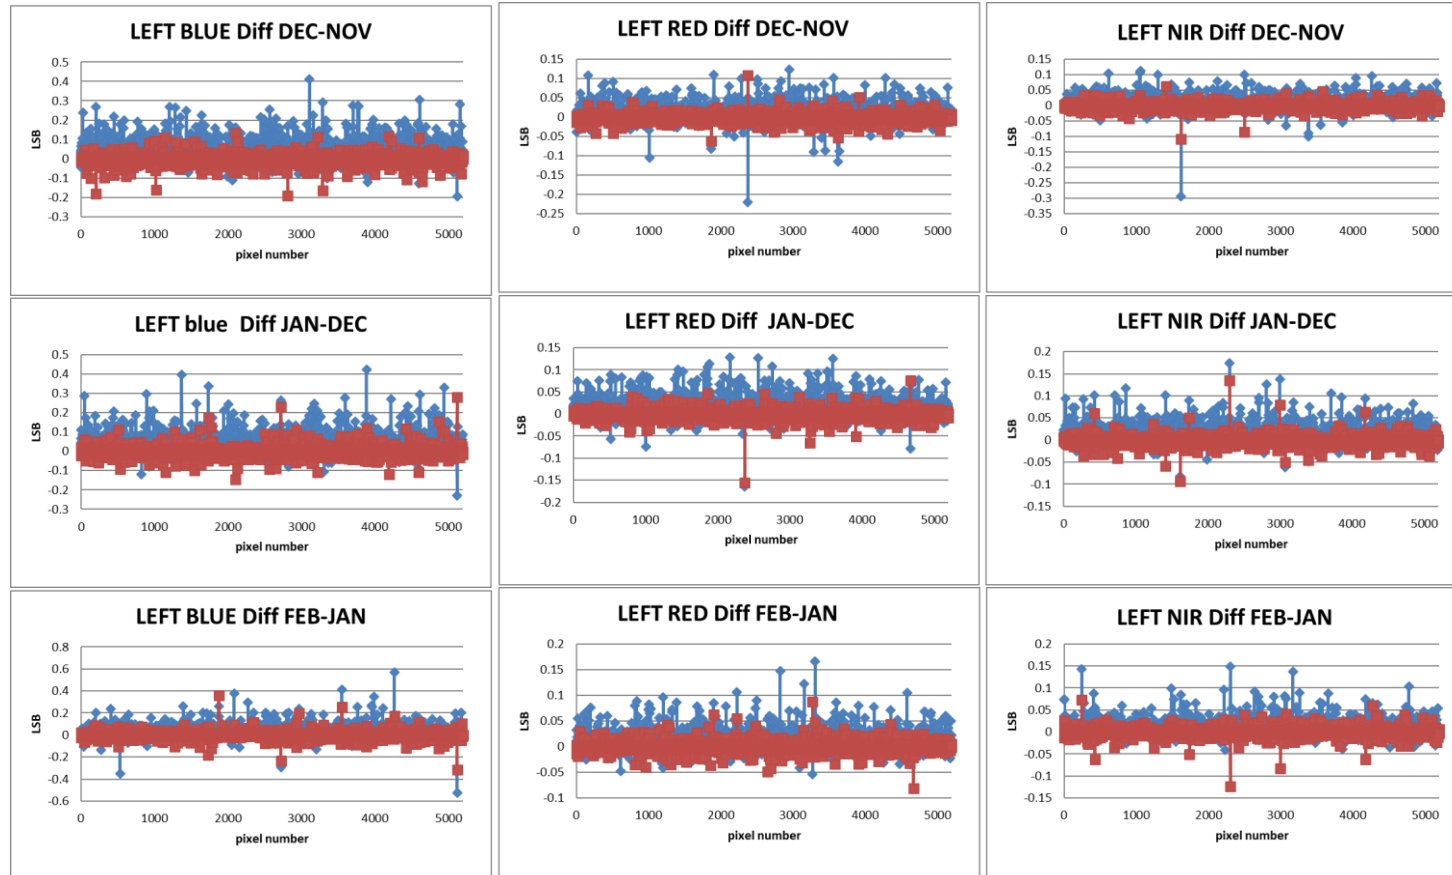 LEFT BLUE Diff DEC-NOV
0.5
0.4
0.3
0.2
0.1
0
-0.1
-0.2
-0.3
LSB
0 1000 2000 3000 4000 5000
pixel number
LEFT RED Diff DEC-NOV
0.15
0.1
0.05
0
-0.05
-0.1
-0.15
-0.2
-0.25
LSB
0 1000 2000 3000 4000 5000
pixel number
LEFT NIR Diff DEC-NOV
0.15
0.1
0.05
0
-0.05
-0.1
-0.15
-0.2
-0.25
-0.3
-0.35
LSB
0 1000 2000 3000 4000 5000
pixel number
LEFT blue  Diff JAN-DEC
0.5
0.4
0.3
0.2
0.1
0
-0.1
-0.2
-0.3
LSB
0 1000 2000 3000 4000 5000
pixel number
LEFT RED Diff  JAN-DEC
0.15
0.1
0.05
0
-0.05
-0.1
-0.15
-0.2
LSB
0 1000 2000 3000 4000 5000
pixel number
LEFT NIR Diff JAN-DEC
0.2
0.15
0.1
0.05
0
-0.05
-0.1
-0.15
LSB
0 1000 2000 3000 4000 5000
pixel number
LEFT BLUE Diff FEB-JAN
0.8
0.6
0.4
0.2
0
-0.2
-0.4
-0.6
LSB
0 1000 2000 3000 4000 5000
pixel number
LEFT RED Diff FEB-JAN
0.2
0.15
0.1
0.05
0
-0.05
-0.1
LSB
0 1000 2000 3000 4000 5000
pixel number
LEFT NIR Diff FEB-JAN
0.2
0.15
0.1
0.05
0
-0.05
-0.1
-0.15
LSB
0 1000 2000 3000 4000 5000
pixel number